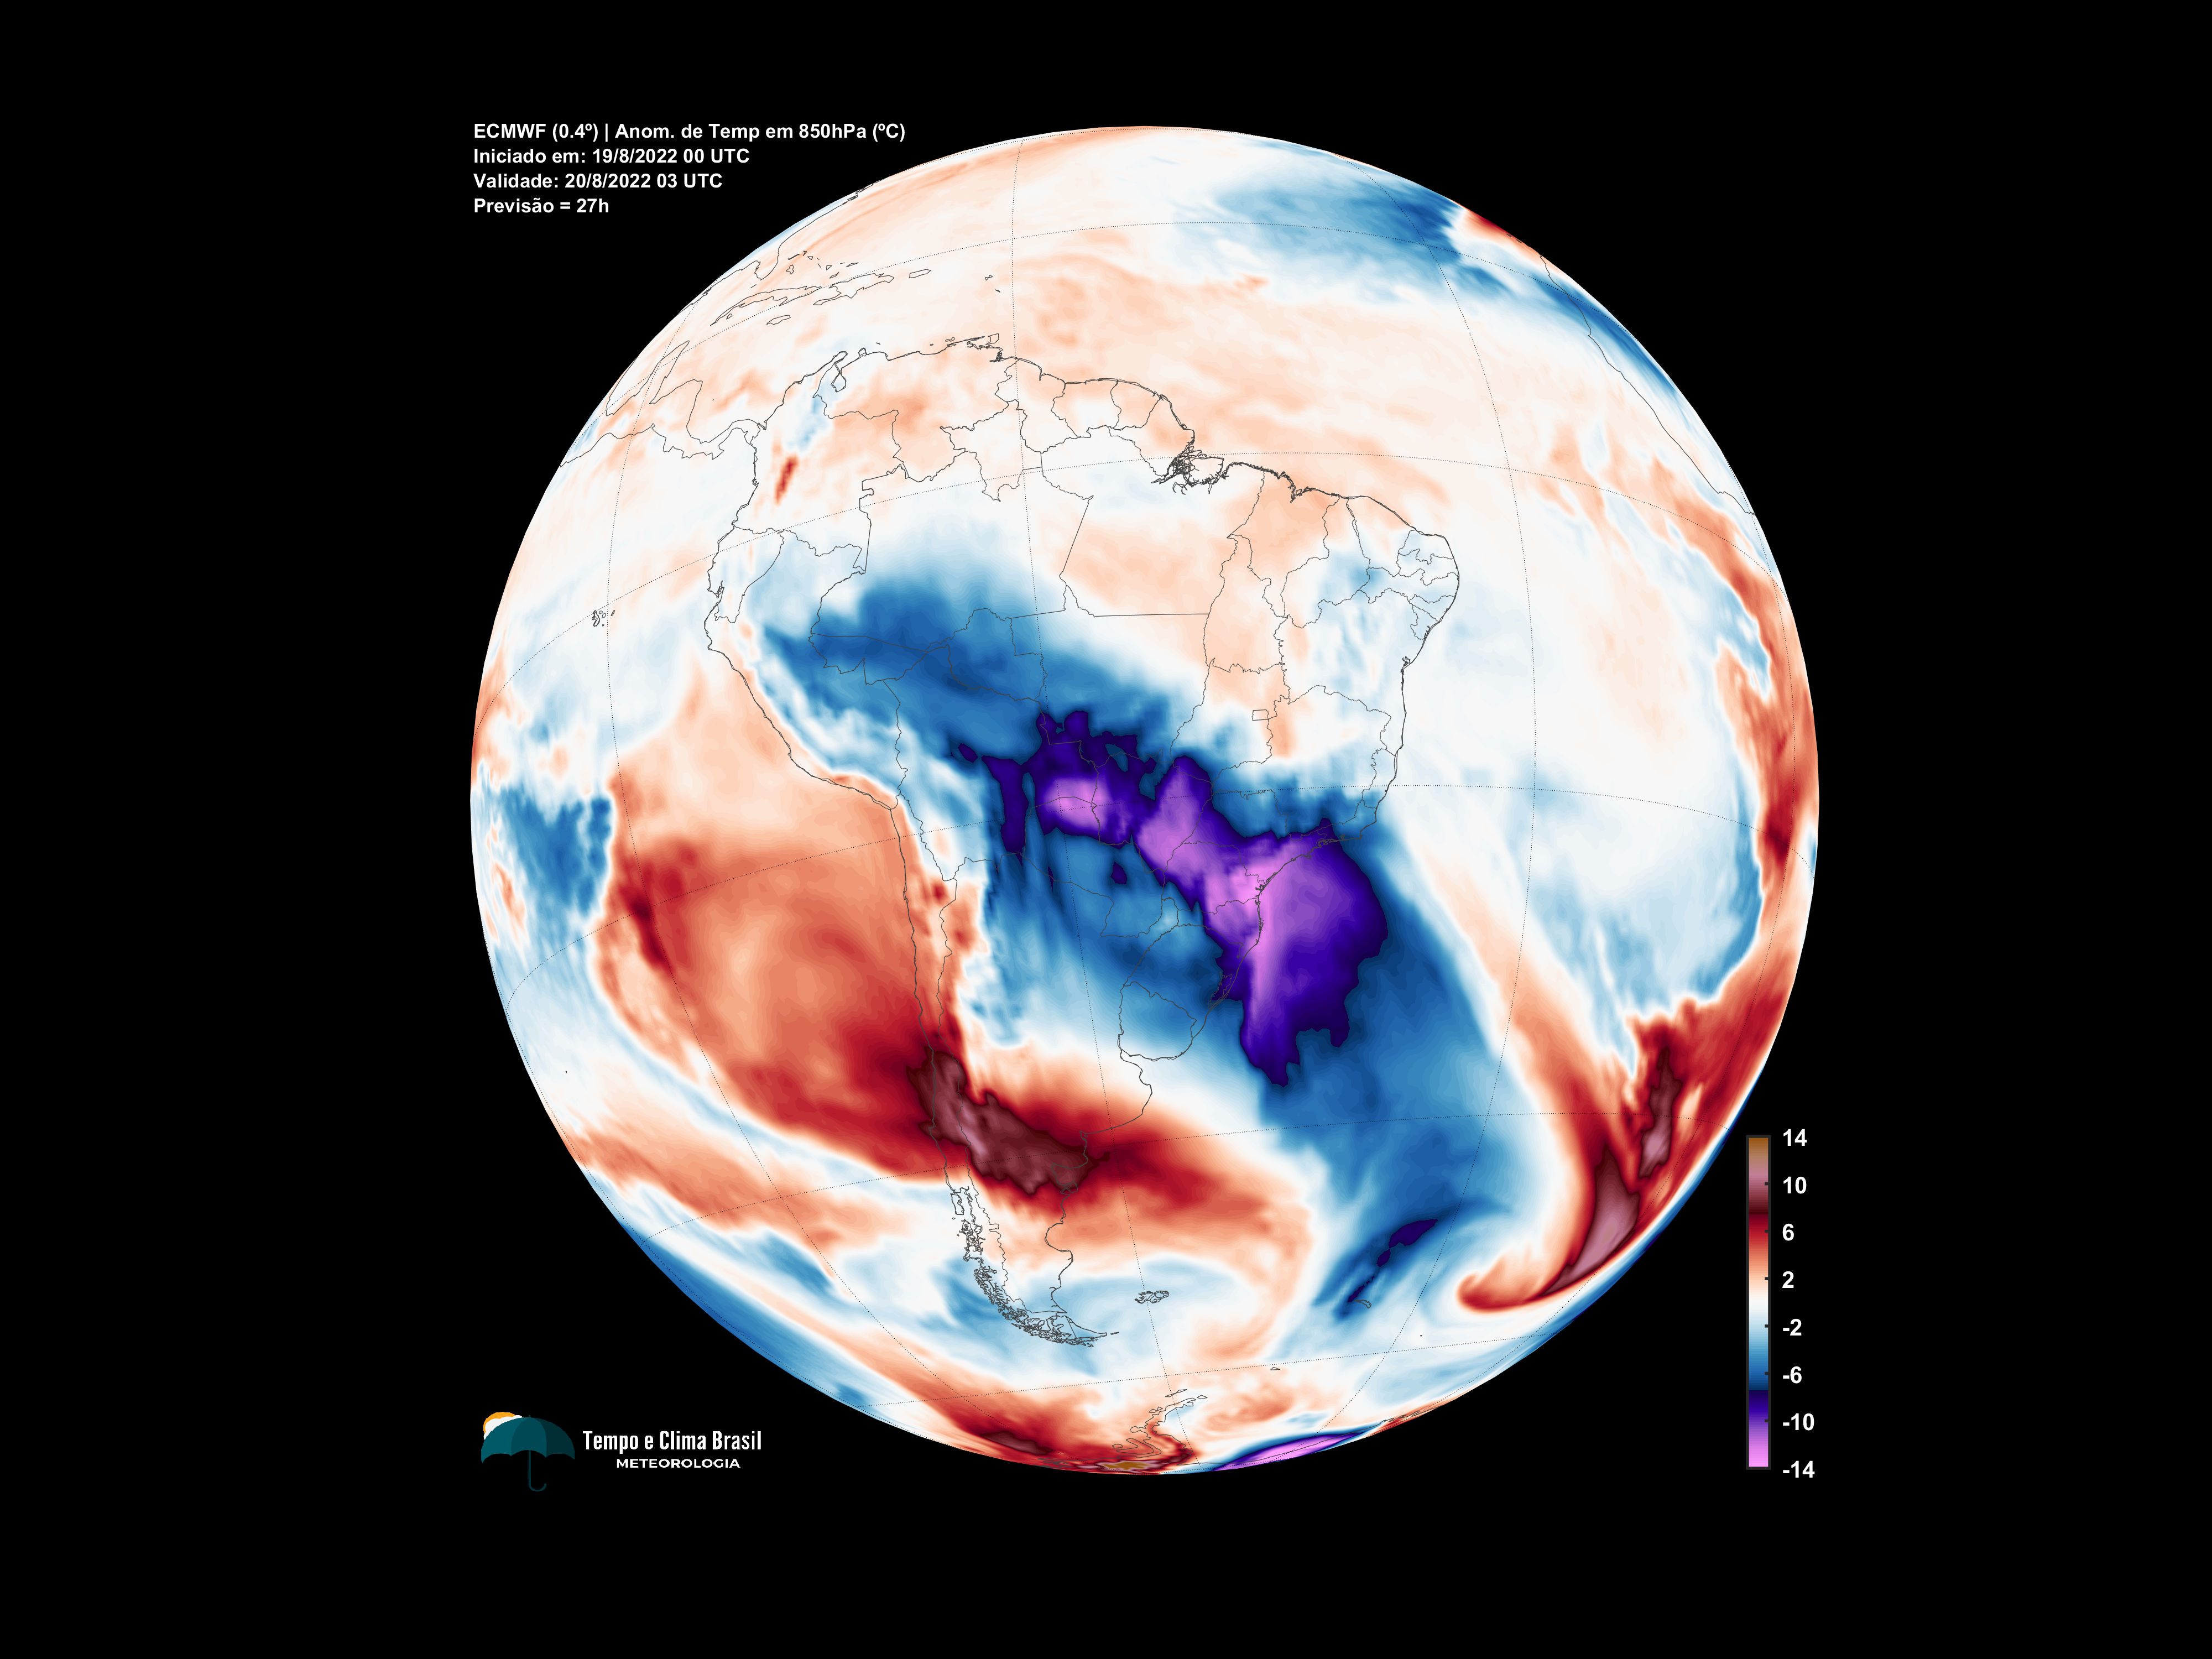 ECMWF (0.4º) | Anom. de Temp em 850hPa (ºC)
Iniciado em: 19/8/2022 00 UTC
Validade: 20/8/2022 03 UTC
Previsão = 27h
14
10
6
2
-2
-6
-10
-14
Tempo e Clima Brasil
METEOROLOGIA